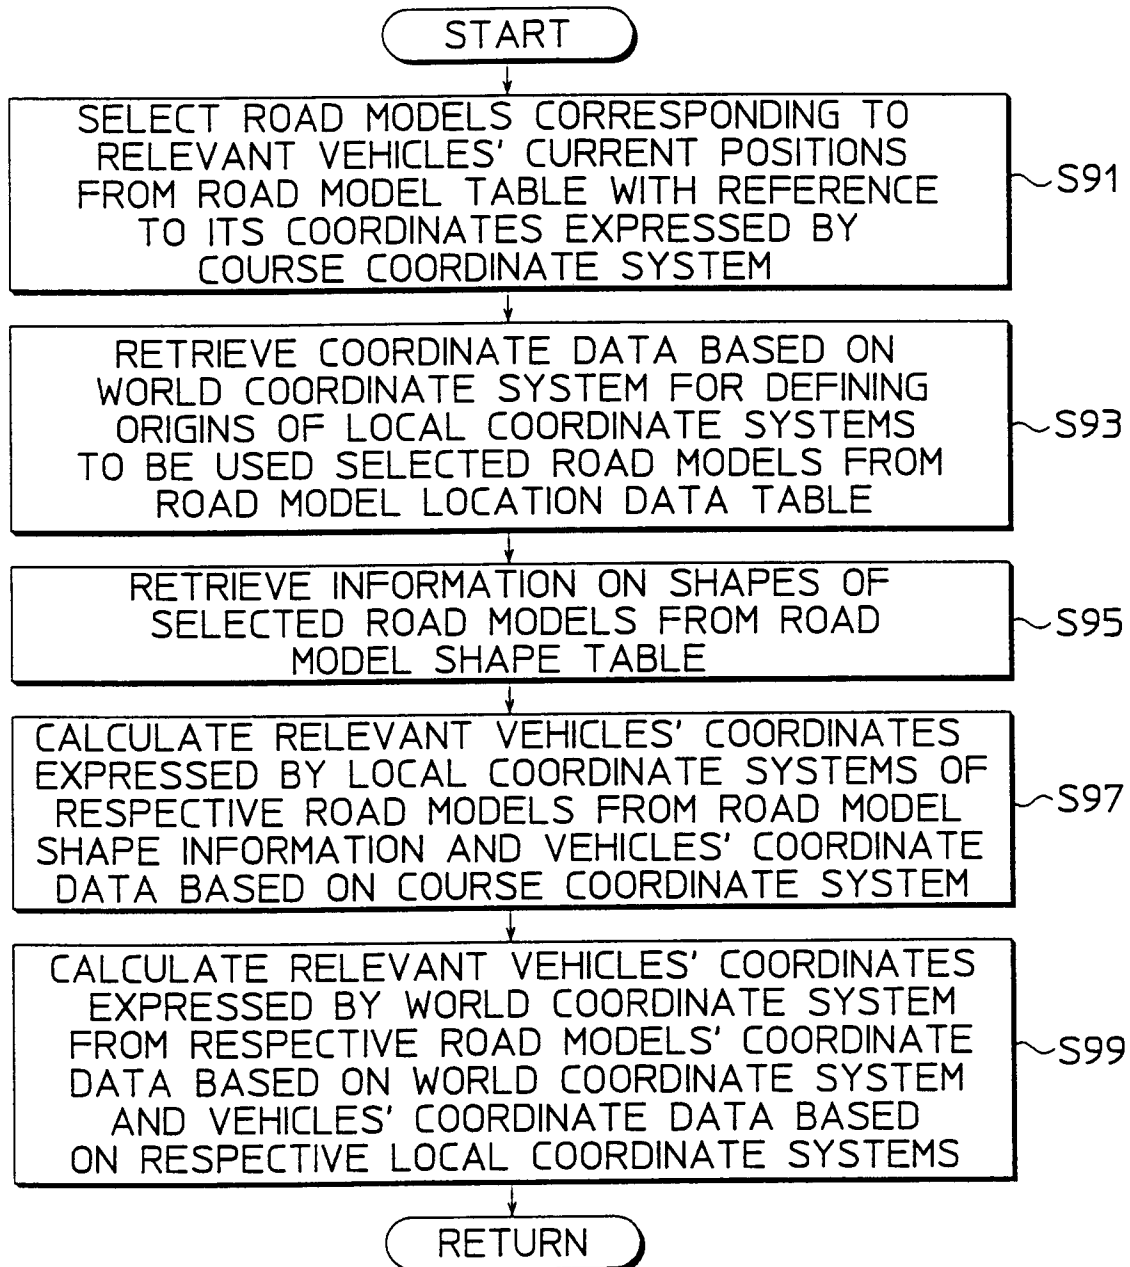 START
SELECT ROAD MODELS CORRESPONDING TO
RELEVANT VEHICLES' CURRENT POSITIONS
FROM ROAD MODEL TABLE WITH REFERENCE
TO ITS COORDINATES EXPRESSED BY
COURSE COORDINATE SYSTEM
S91
RETRIEVE COORDINATE DATA BASED ON
WORLD COORDINATE SYSTEM FOR DEFINING
ORIGINS OF LOCAL COORDINATE SYSTEMS
TO BE USED SELECTED ROAD MODELS FROM
ROAD MODEL LOCATION DATA TABLE
S93
RETRIEVE INFORMATION ON SHAPES OF
SELECTED ROAD MODELS FROM ROAD
MODEL SHAPE TABLE
S95
CALCULATE RELEVANT VEHICLES' COORDINATES
EXPRESSED BY LOCAL COORDINATE SYSTEMS OF
RESPECTIVE ROAD MODELS FROM ROAD MODEL
SHAPE INFORMATION AND VEHICLES' COORDINATE
DATA BASED ON COURSE COORDINATE SYSTEM
S97
CALCULATE RELEVANT VEHICLES' COORDINATES
EXPRESSED BY WORLD COORDINATE SYSTEM
FROM RESPECTIVE ROAD MODELS' COORDINATE
DATA BASED ON WORLD COORDINATE SYSTEM
AND VEHICLES' COORDINATE DATA BASED
ON RESPECTIVE LOCAL COORDINATE SYSTEMS
S99
RETURN